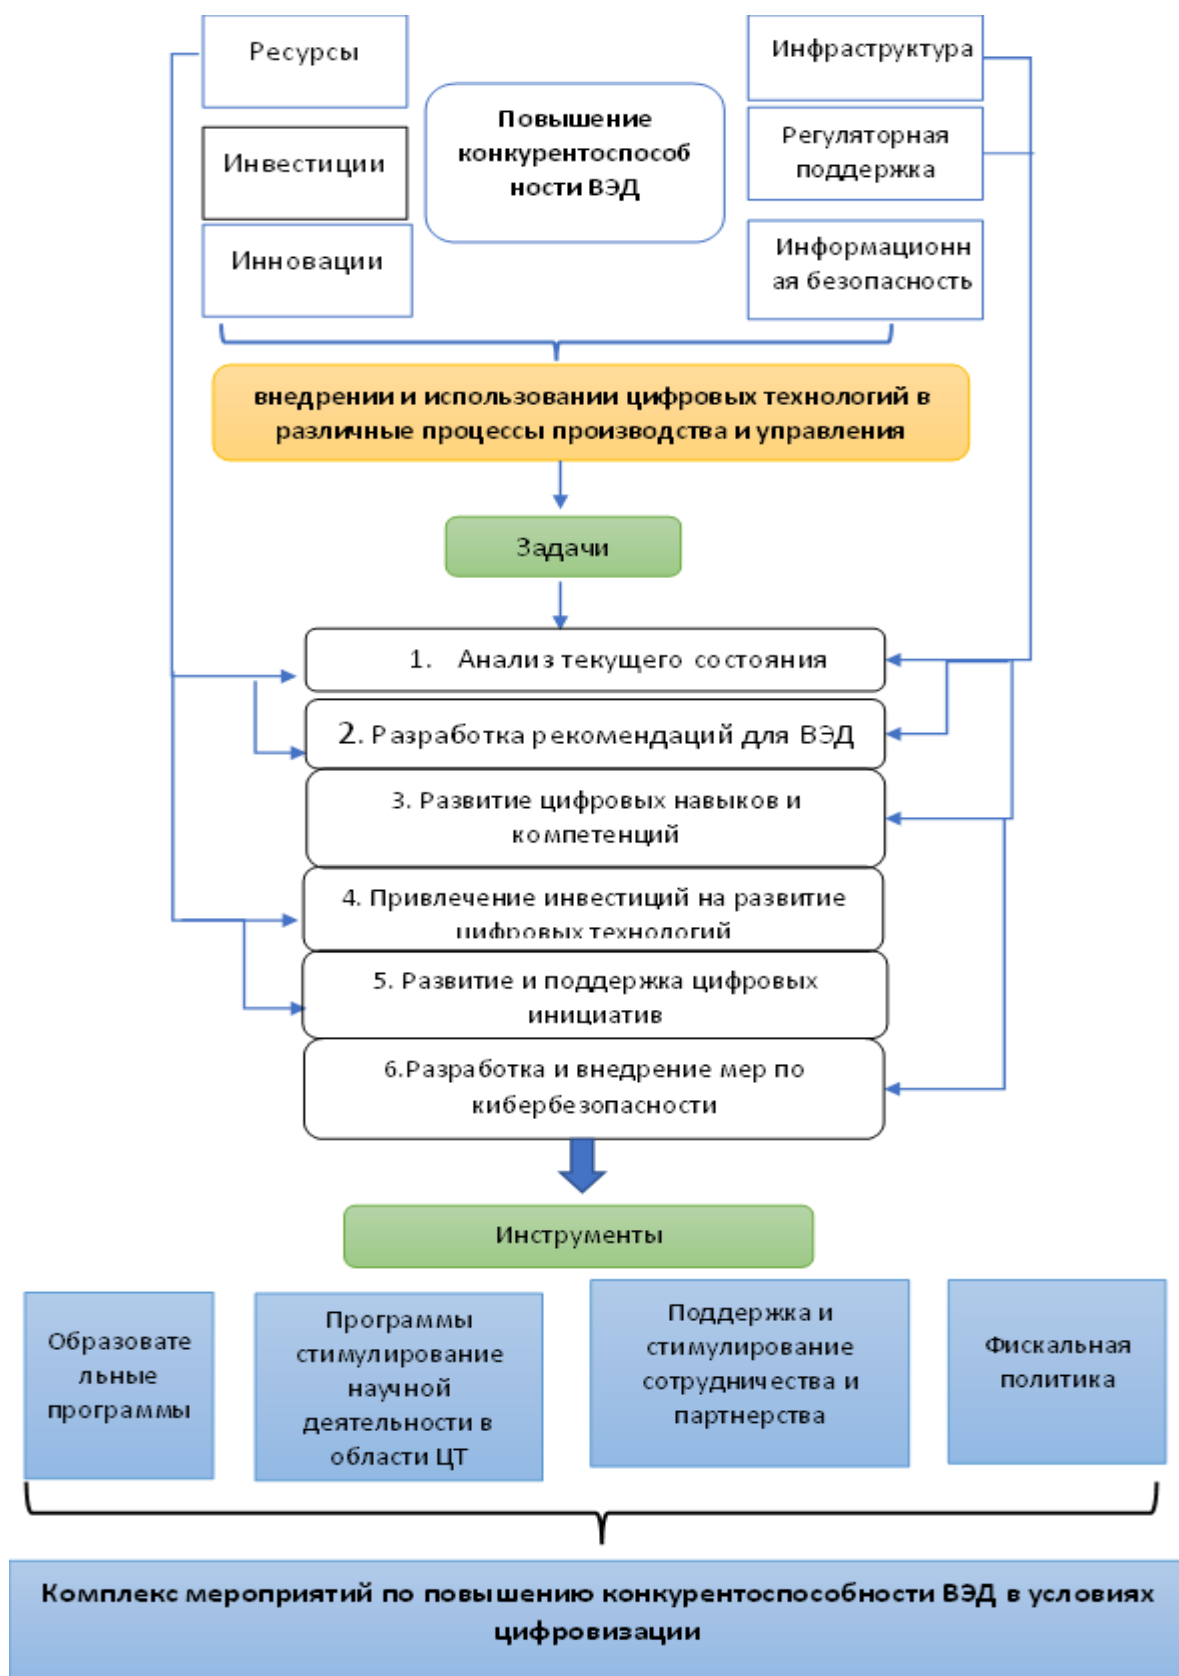 Ресурсы
Инвестиции
Инновации
Повышение
конкурентоспособ
ности ВЭД
Инфраструктура
Регуляторная
поддержка
Информационн
ая безопасность
внедрении и использовании цифровых технологий в
различные процессы производства и управления
Задачи
1. Анализ текущего состояния
2. Разработка рекомендаций для ВЭД
3. Развитие цифровых навыков и
компетенций
4. Привлечение инвестиций на развитие
цифровых технологий
5. Развитие и поддержка цифровых
инициатив
6.Разработка и внедрение мер по
кибербезопасности
Инструменты
Образовате
льные
программы
Программы
стимулирование
научной
деятельности в
области ЦТ
Поддержка и
стимулирование
сотрудничества и
партнерства
Фискальная
политика
Комплекс мероприятий по повышению конкурентоспособности ВЭД в условиях
цифровизации